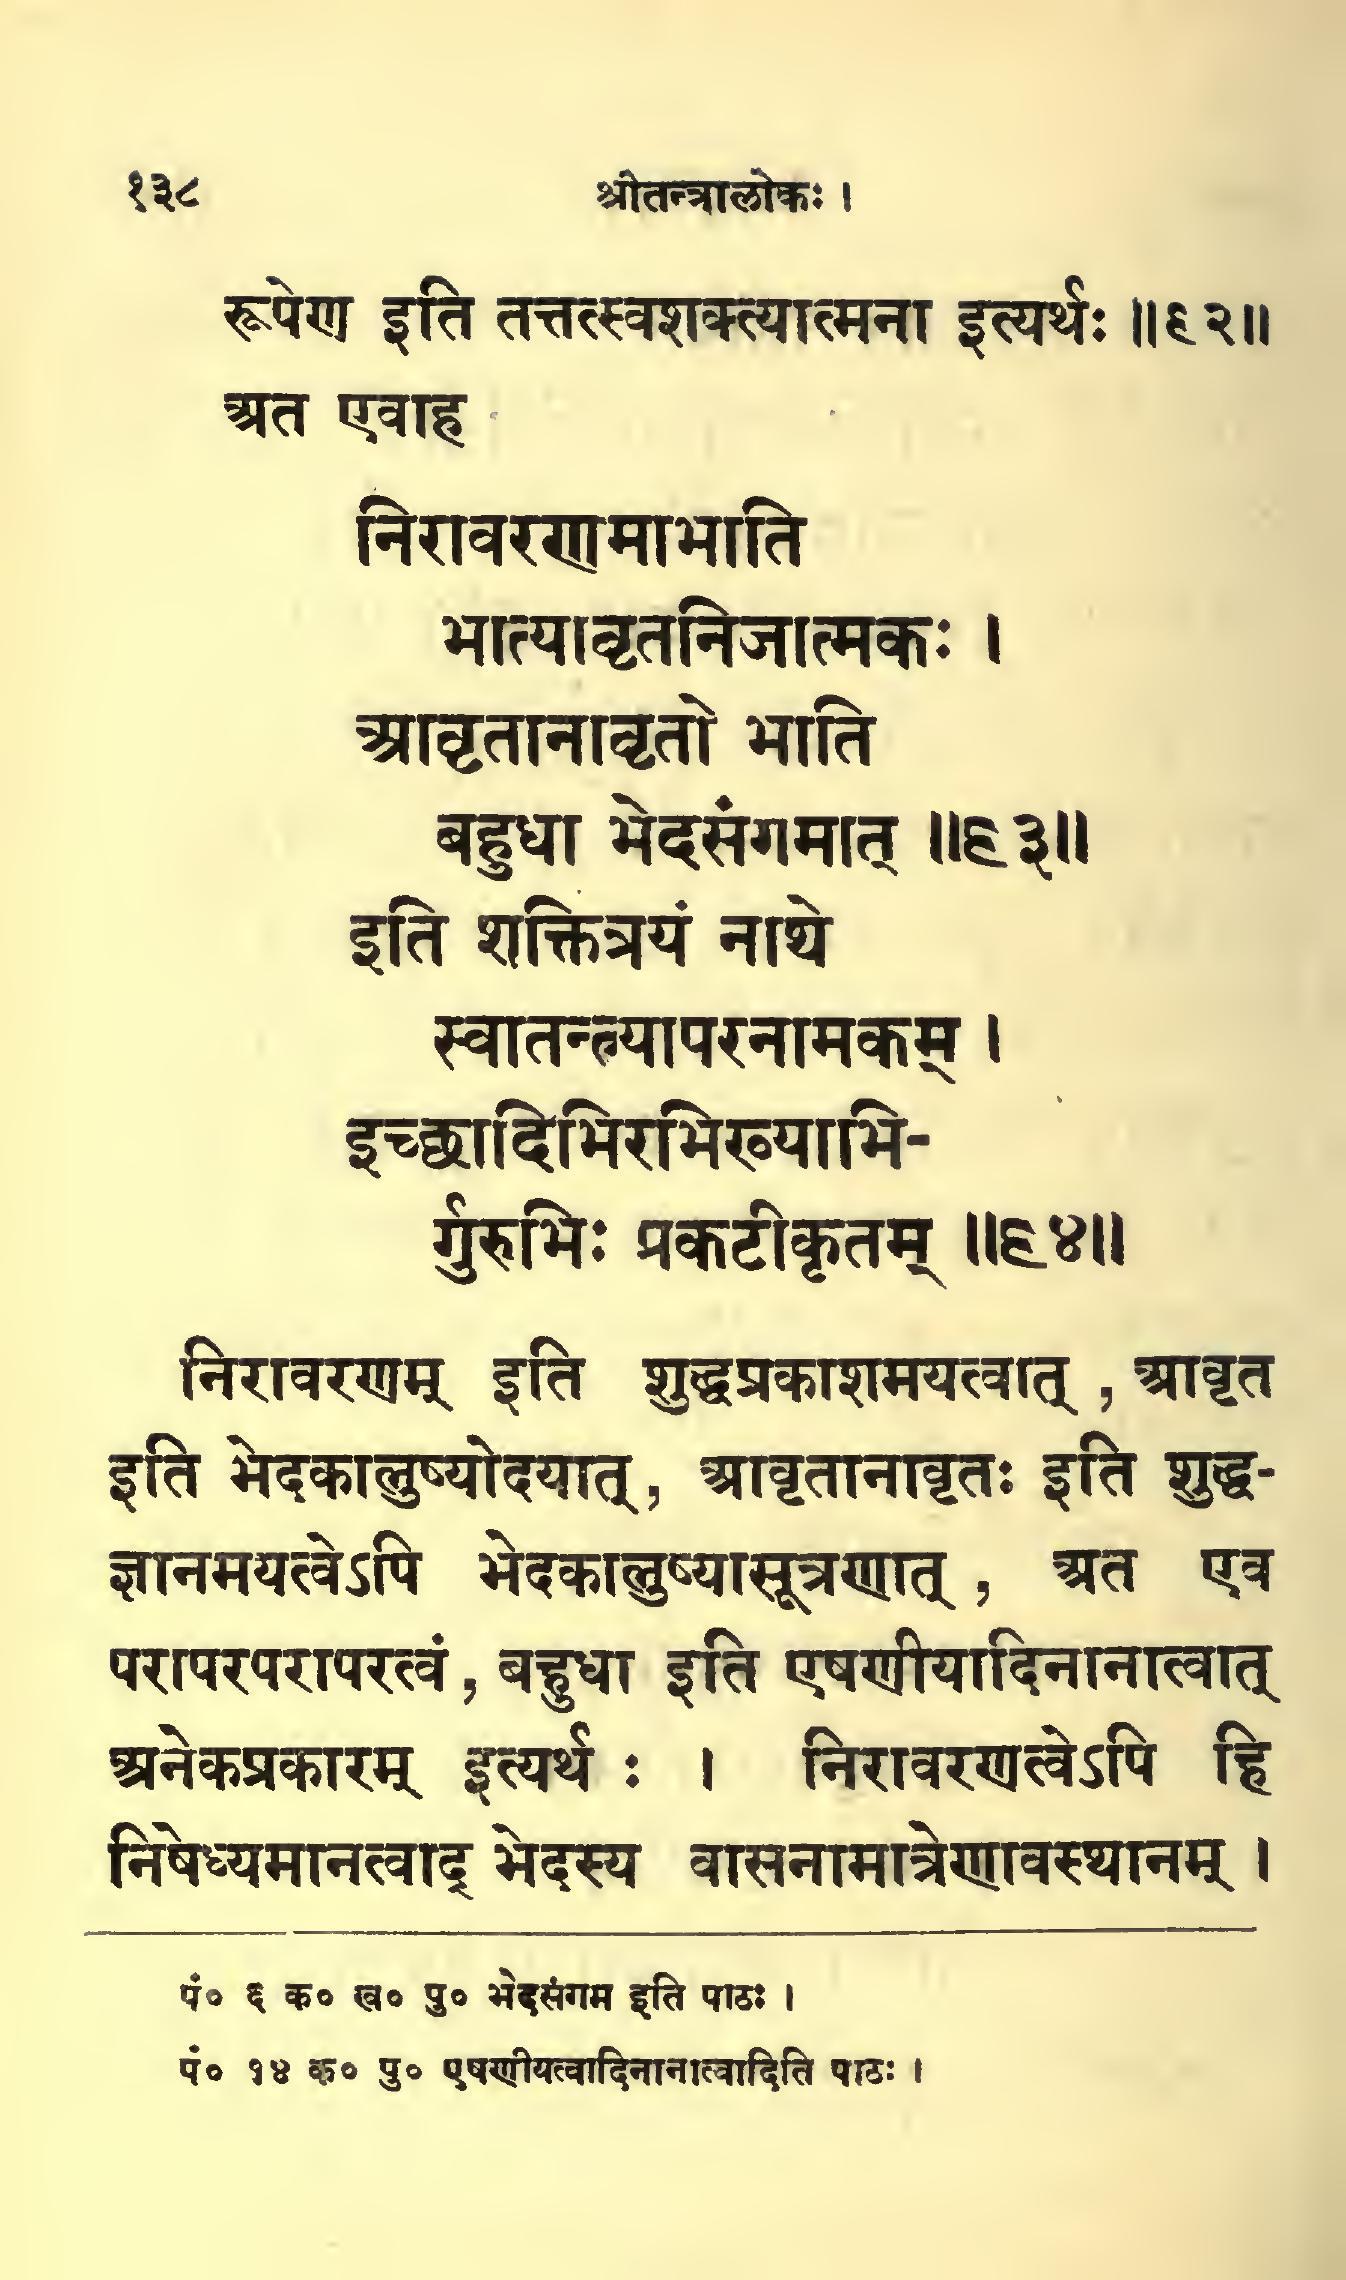 १३८ श्रीतन्त्रालोकः ।
रूपेण इति तत्तत्स्वशक्त्यात्मना इत्यर्थः ॥९२॥
अत एवाह
निरावरणमाभाति
भात्यावृतनिजात्मकः ।
आवृतानावृतो भाति
बहुधा भेदसंगमात् ॥९३॥
इति शक्तित्रयं नाथे
स्वातन्त्र्यापरनामकम् ।
इच्छादिभिरभिख्याभि-
र्गुरुभिः प्रकटीकृतम् ॥९४॥
निरावरणम् इति शुद्धप्रकाशमयत्वात् , आवृत
इति भेदकालुष्योदयात्, आवृतानावृतः इति शुद्ध-
ज्ञानमयत्वेऽपि भेदकालुष्यासूत्रणात् , अत एव
परापरपरापरत्वं, बहुधा इति एषणीयादिनानात्वात्
अनेकप्रकारम् इत्यर्थ : । निरावरणत्वेऽपि हि
निषेध्यमानत्वाद् भेदस्य वासनामात्रेणावस्थानम् ।
पं० ६ क० ख० पु० भेदसंगम इति पाठः ।
पं० १४ क० पु० एषणीयत्वादिनानात्वादिति पाठः ।